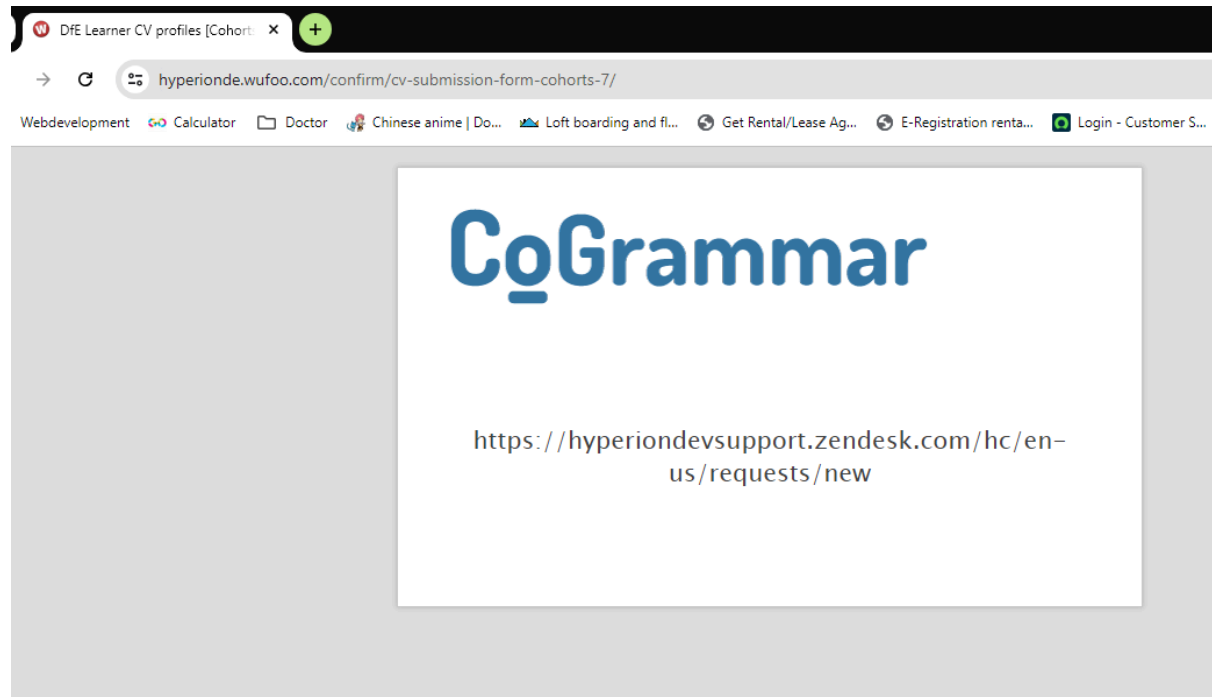 DfE Learner CV profiles [Cohort
hyperionde.wufoo.com/confirm/cv-submission-form-cohorts-7/
Webdevelopment Calculator Doctor Chinese anime | Do... Loft boarding and fl... Get Rental/Lease Ag... E-Registration renta... Login - Customer S...
CoGrammar
https://hyperiondevsupport.zendesk.com/hc/en-
us/requests/new